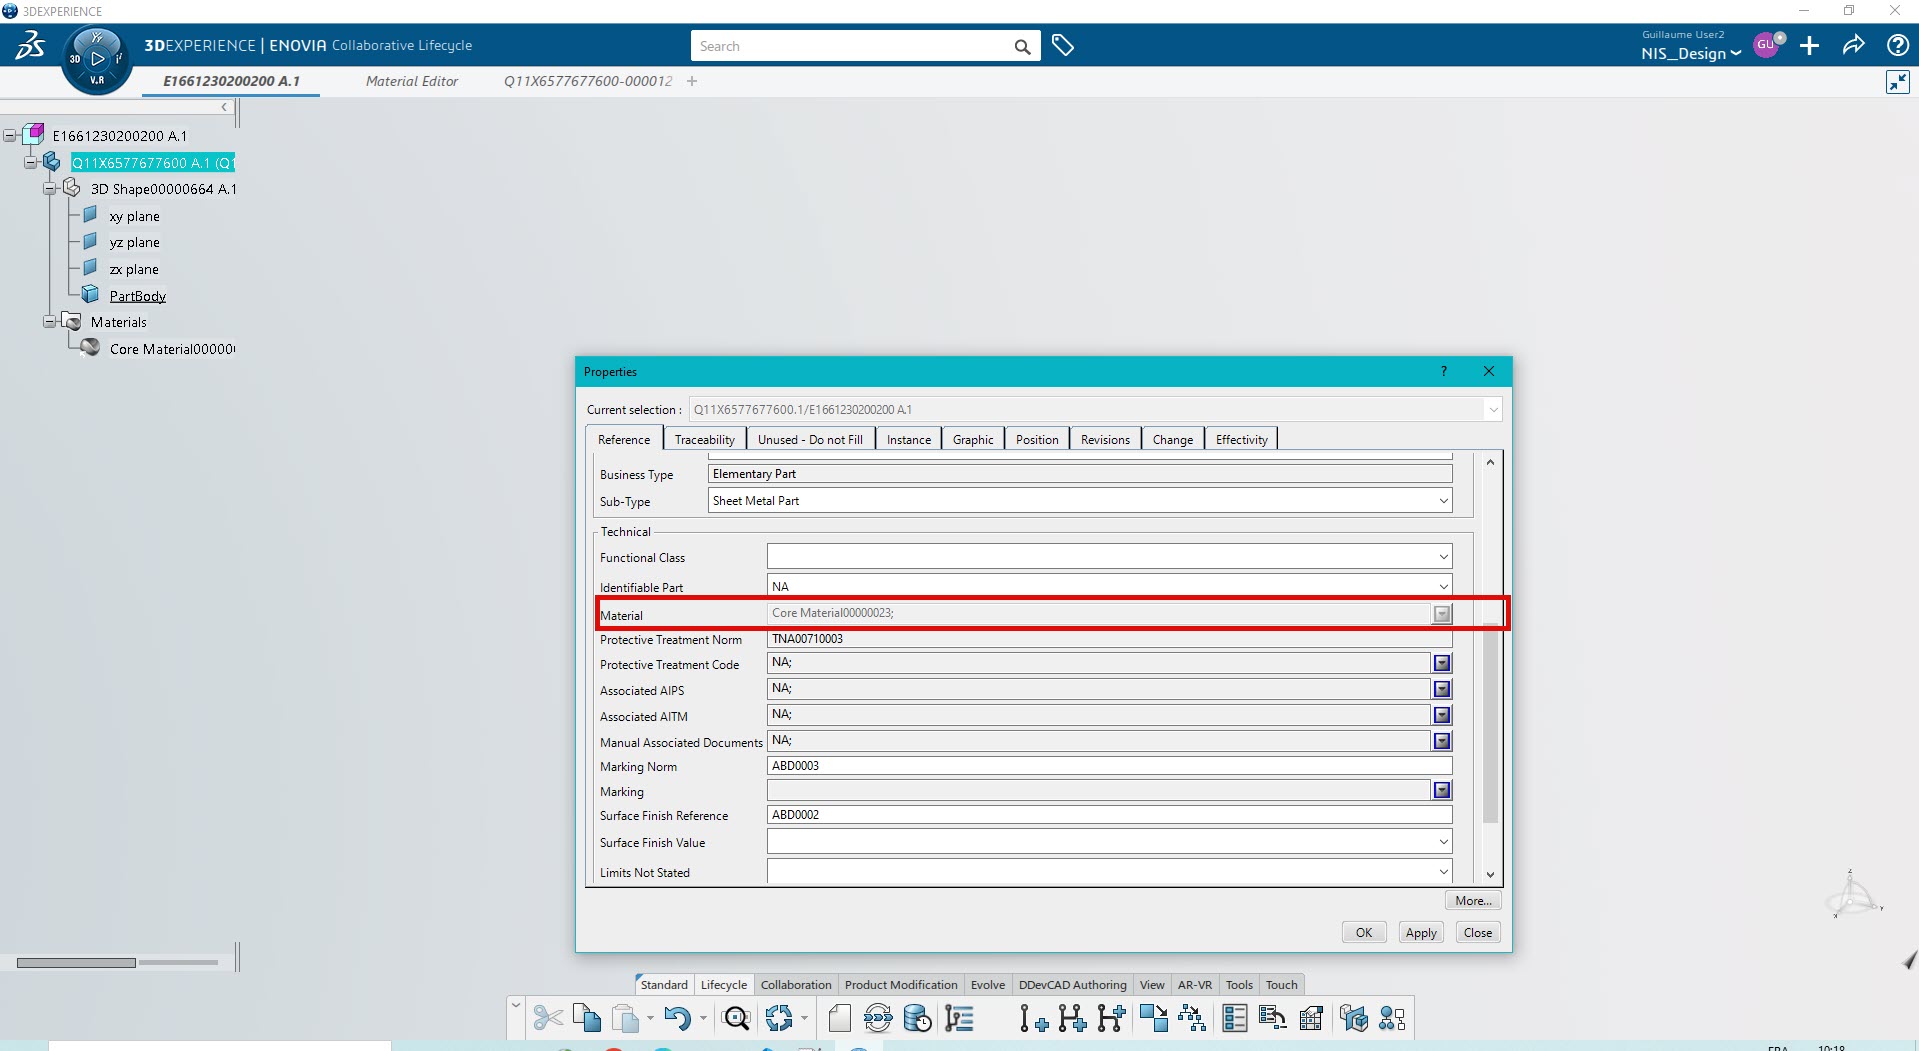 3DEXPERIENCE
3DEXPERIENCE | ENOVIA Collaborative Lifecycle
3D
V.R
Search
Guillaume User2
NIS_Design
GU
E1661230200200 A.1
Material Editor
Q11X6577677600-000012
E1661230200200 A.1
Q11X6577677600 A.1 (Q1
3D Shape00000664 A.1
xy plane
yz plane
zx plane
PartBody
Materials
Core Material00000
Properties
Current selection :
Q11X6577677600.1/E1661230200200 A.1
Reference
Traceability
Unused - Do not Fill
Instance
Graphic
Position
Revisions
Change
Effectivity
Business Type
Elementary Part
Sub-Type
Sheet Metal Part
Technical
Functional Class
Identifiable Part
NA
Material
Core Material00000023;
Protective Treatment Norm
TNA00710003
Protective Treatment Code
NA;
Associated AIPS
NA;
Associated AITM
NA;
Manual Associated Documents
NA;
Marking Norm
ABD0003
Marking
Surface Finish Reference
ABD0002
Surface Finish Value
Limits Not Stated
More...
OK
Apply
Close
z
y
x
Standard
Lifecycle
Collaboration
Product Modification
Evolve
DDevCAD Authoring
View
AR-VR
Tools
Touch
FRA
10:18